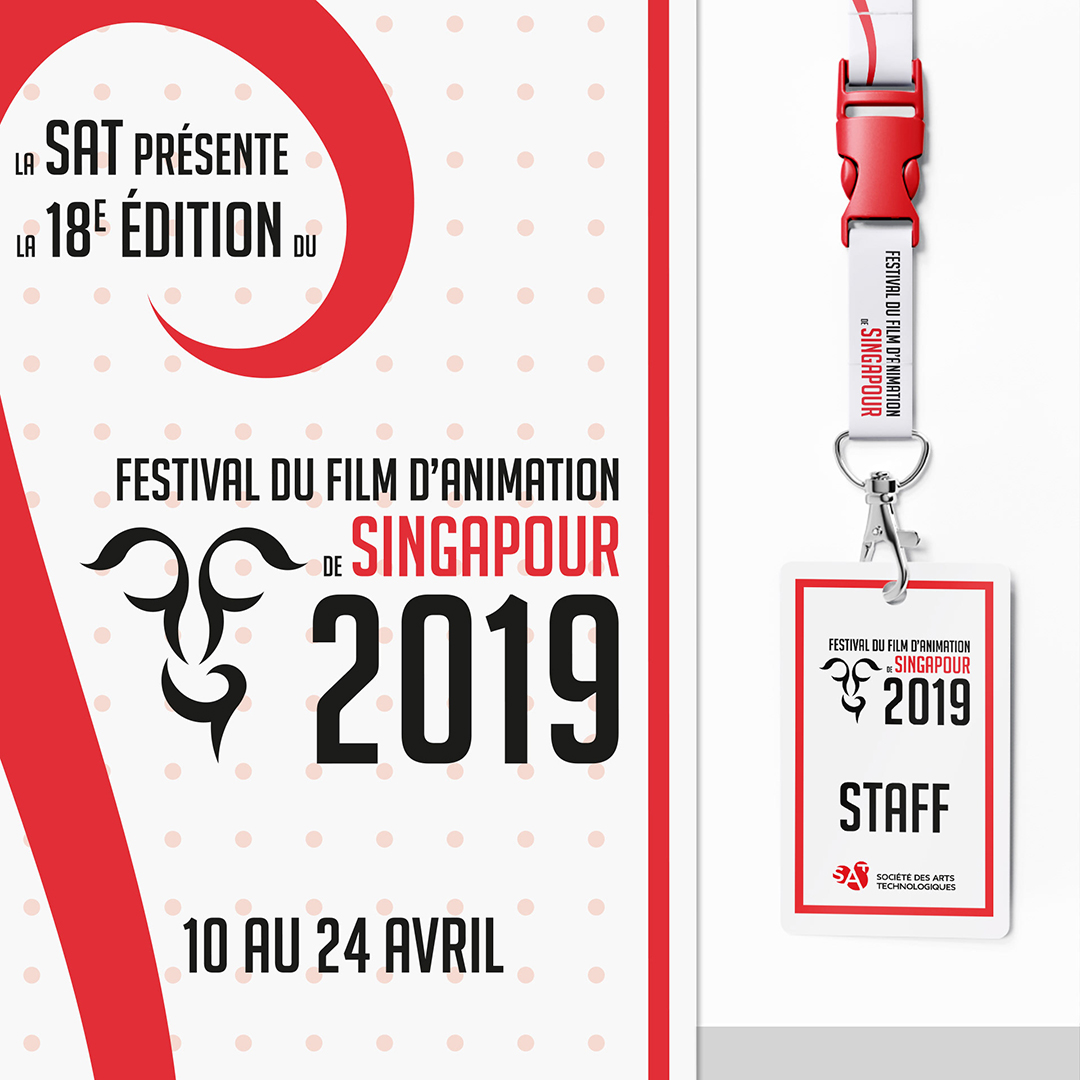 LA SAT PRÉSENTE
LA 18E ÉDITION DU
FESTIVAL DU FILM D'ANIMATION
DE SINGAPOUR
2019
10 AU 24 AVRIL
FESTIVAL DU FILM D'ANIMATION
DE SINGAPOUR
FESTIVAL DU FILM D'ANIMATION
DE SINGAPOUR
2019
STAFF
SAT
SOCIÉTÉ DES ARTS
TECHNOLOGIQUES